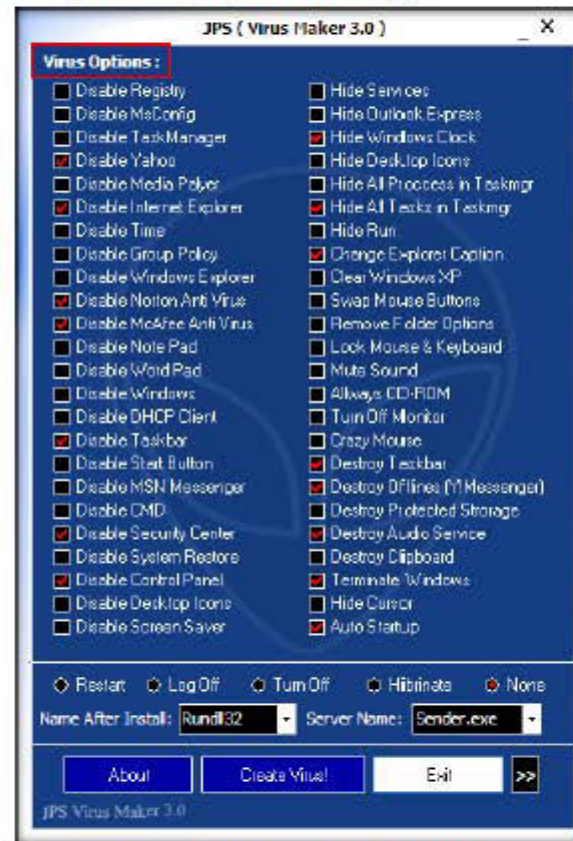 JPS ( Virus Maker 3.0 )
Virus Options :
Disable Registry
Disable MsConfig
Disable TaskManager
Disable Yahoo
Disable Media Palyer
Disable Internet Explorer
Disable Time
Disable Group Policy
Disable Windows Explorer
Disable Norton Anti Virus
Disable McAfee Anti Virus
Disable Note Pad
Disable Word Pad
Disable Windows
Disable DHCP Client
Disable Taskbar
Disable Start Button
Disable MSN Messenger
Disable CMD
Disable Security Center
Disable System Restore
Disable Control Panel
Disable Desktop Icons
Disable Screen Saver
Hide Services
Hide Outlook Express
Hide Windows Clock
Hide Desktop Icons
Hide All Proccess in Taskmgr
Hide All Tasks in Taskmgr
Hide Run
Change Explorer Caption
Clear Windows XP
Swap Mouse Buttons
Remove Folder Options
Lock Mouse & Keyboard
Mute Sound
Allways CD-ROM
Turn Off Monitor
Crazy Mouse
Destroy Taskbar
Destroy Offlines (YMessenger)
Destroy Protected Strorage
Destroy Audio Service
Destroy Clipboard
Terminate Windows
Hide Cursor
Auto Startup
Restart Log Off Turn Off Hibrinate None
Name After Install: Rundll32 Server Name: Sender.exe
About Create Virus! Exit >>
JPS Virus Maker 3.0